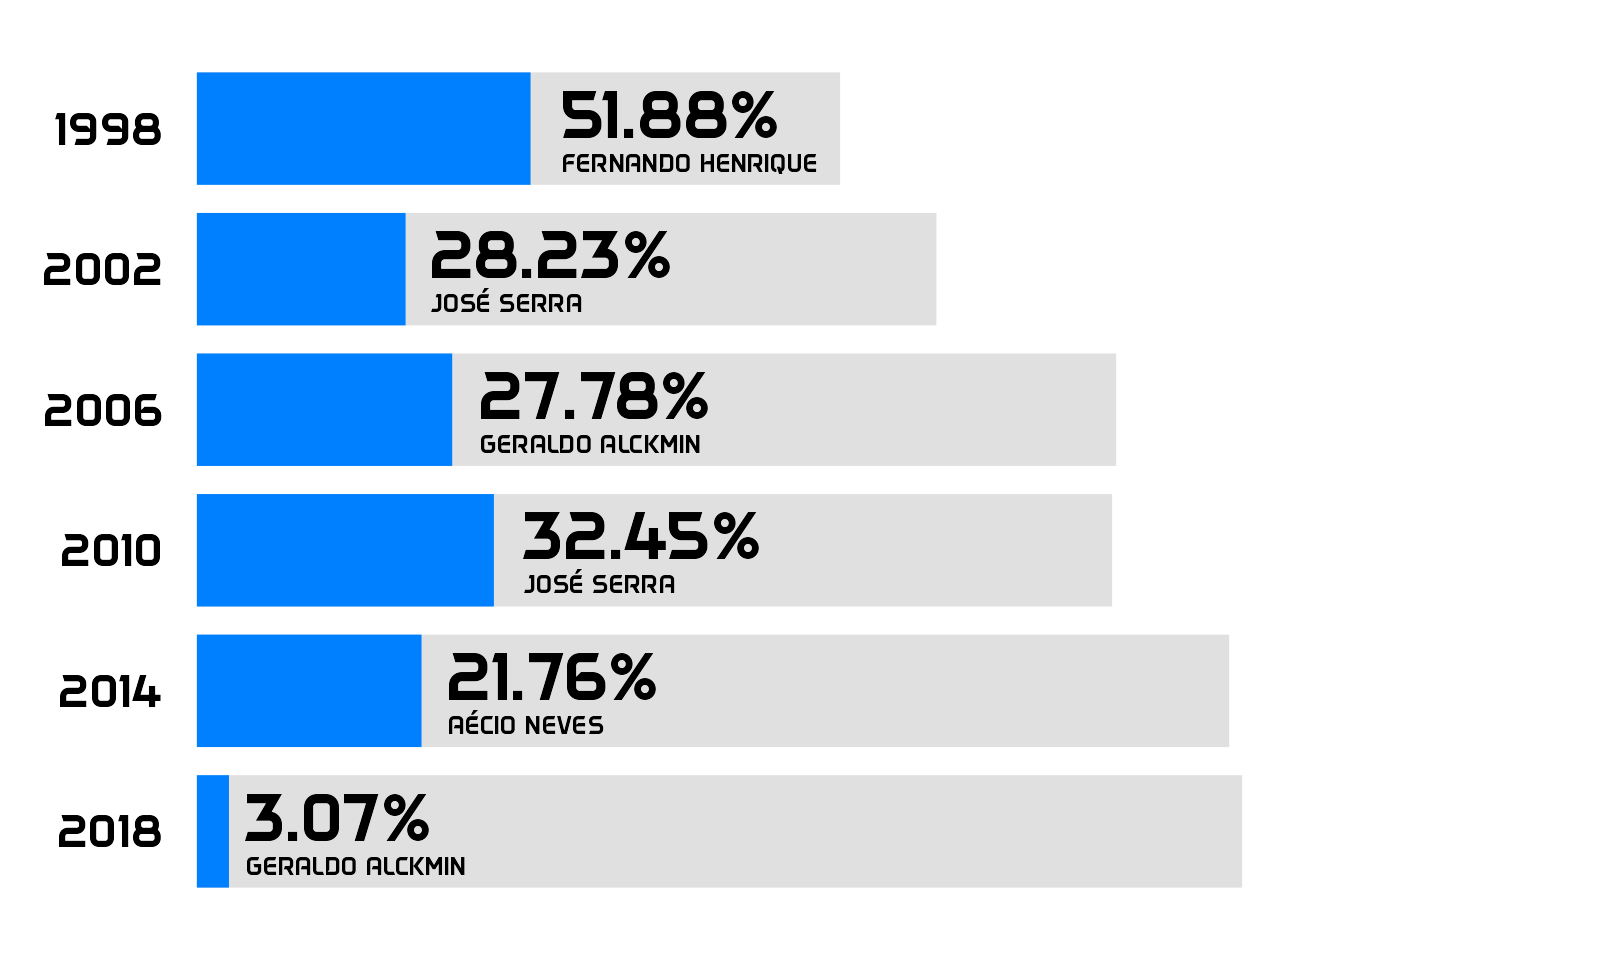 1998
51.88%
FERNANDO HENRIQUE
2002
28.23%
JOSÉ SERRA
2006
27.78%
GERALDO ALCKMIN
2010
32.45%
JOSÉ SERRA
2014
21.76%
AÉCIO NEVES
2018
3.07%
GERALDO ALCKMIN